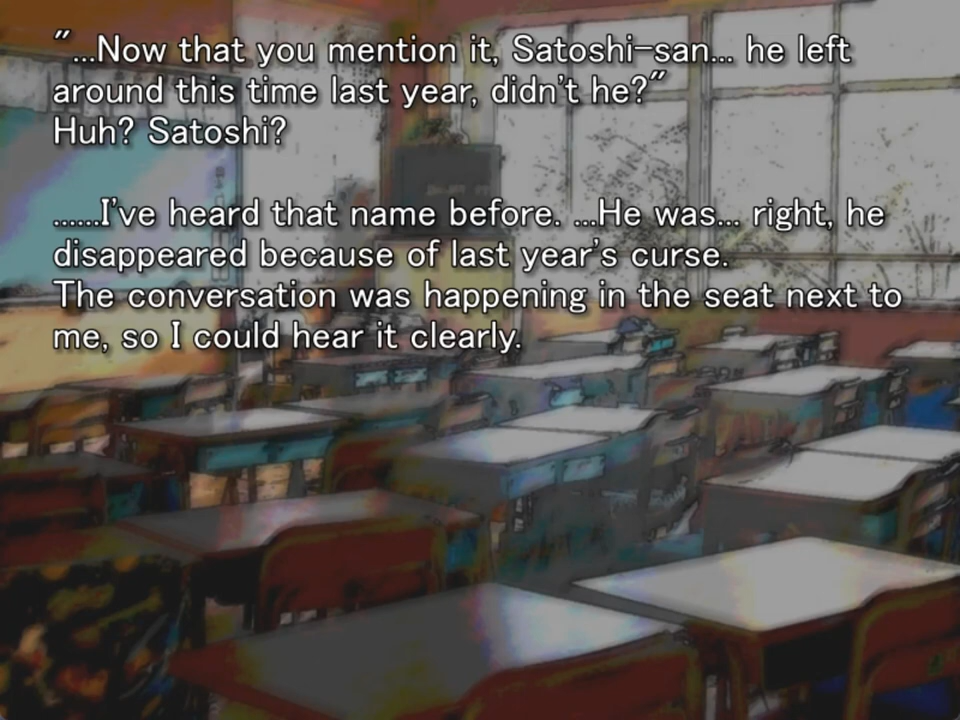 "...Now that you mention it, Satoshi-san... he left
around this time last year, didn't he?"
Huh? Satoshi?
......I've heard that name before. ...He was... right, he
disappeared because of last year's curse.
The conversation was happening in the seat next to
me, so I could hear it clearly.